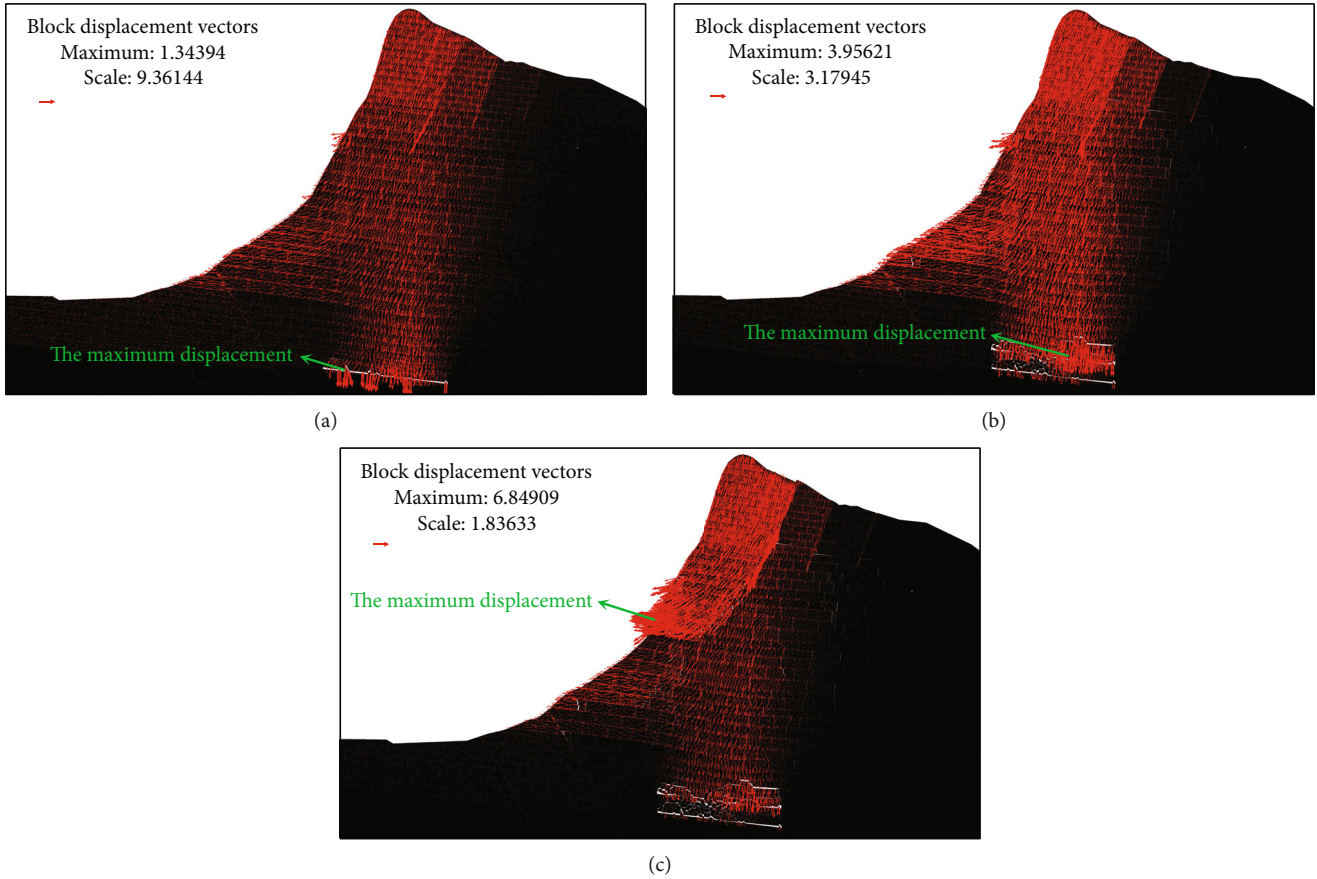 Block displacement vectors
Maximum: 1.34394
Scale: 9.36144
The maximum displacement
(a)
Block displacement vectors
Maximum: 3.95621
Scale: 3.17945
The maximum displacement
(b)
Block displacement vectors
Maximum: 6.84909
Scale: 1.83633
The maximum displacement
(c)